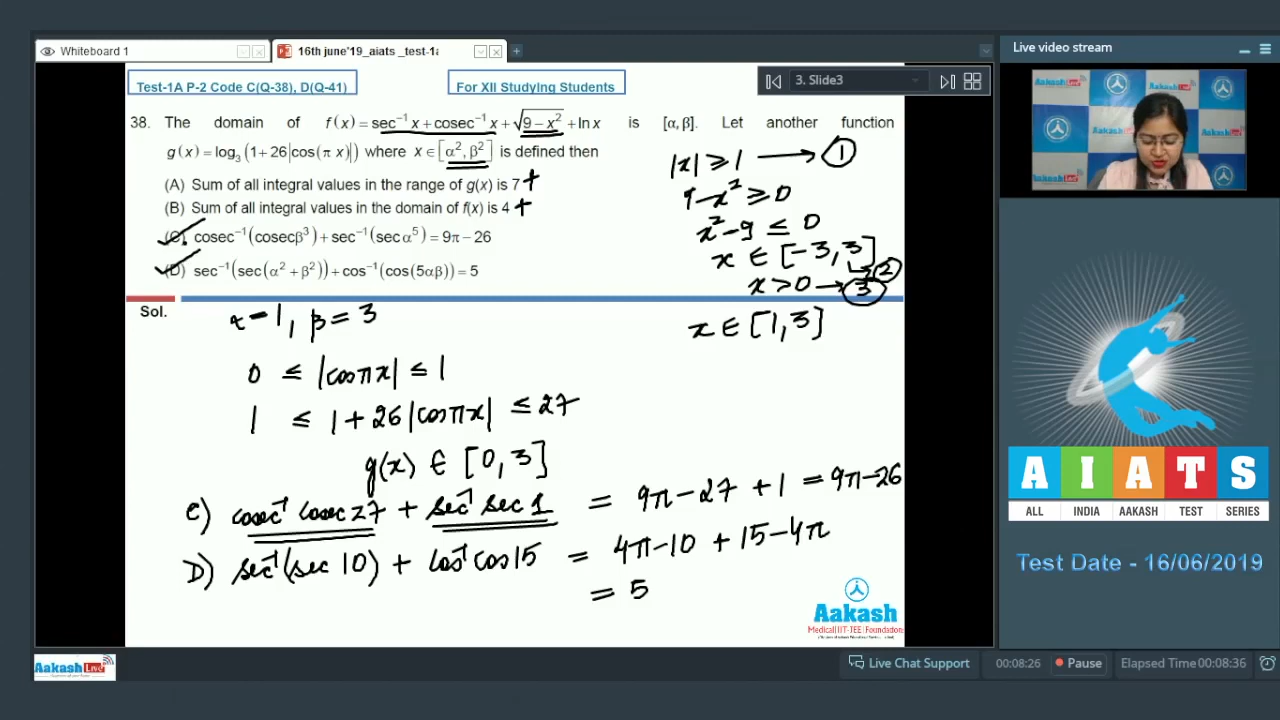 Whiteboard 1
16th june'19_aiats _test-1a
Live video stream
3. Slide3
Test-1A P-2 Code C(Q-38), D(Q-41)
For XII Studying Students
38. The domain of f(x) = sec⁻¹ x + cosec⁻¹ x + √(9 − x²) + ln x is [α, β]. Let another function
g(x) = log₃ (1 + 26|cos(π x)|) where x ∈ [α², β²] is defined then
(A) Sum of all integral values in the range of g(x) is 7
(B) Sum of all integral values in the domain of f(x) is 4
(C) cosec⁻¹(cosecβ³) + sec⁻¹(sec α⁵) = 9π − 26
(D) sec⁻¹(sec(α² + β²)) + cos⁻¹(cos(5αβ)) = 5
|x| ≥ 1 → 1
9 − x² ≥ 0
x² − 9 ≤ 0
x ∈ [−3, 3] → 2
x > 0 → 3
x ∈ [1, 3]
Sol.
α = 1, β = 3
0 ≤ |cos πx| ≤ 1
1 ≤ 1 + 26 |cos πx| ≤ 27
g(x) ∈ [0, 3]
C) cosec⁻¹ cosec 27 + sec⁻¹ sec 1 = 9π − 27 + 1 = 9π − 26
D) sec⁻¹(sec 10) + cos⁻¹ cos 15 = 4π − 10 + 15 − 4π
= 5
Aakash
Medical|IIT-JEE|Foundations
AIATS
ALL INDIA AAKASH TEST SERIES
Test Date - 16/06/2019
Aakash Live
Live Chat Support
00:08:26
Pause
Elapsed Time 00:08:36